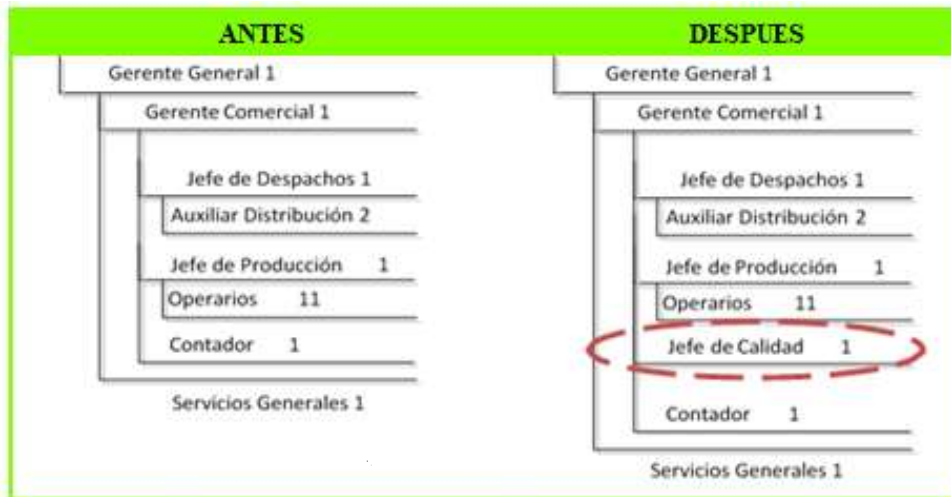 ANTES
Gerente General 1
Gerente Comercial 1
Jefe de Despachos 1
Auxiliar Distribución 2
Jefe de Producción 1
Operarios 11
Contador 1
Servicios Generales 1
DESPUES
Gerente General 1
Gerente Comercial 1
Jefe de Despachos 1
Auxiliar Distribución 2
Jefe de Producción 1
Operarios 11
Jefe de Calidad 1
Contador 1
Servicios Generales 1